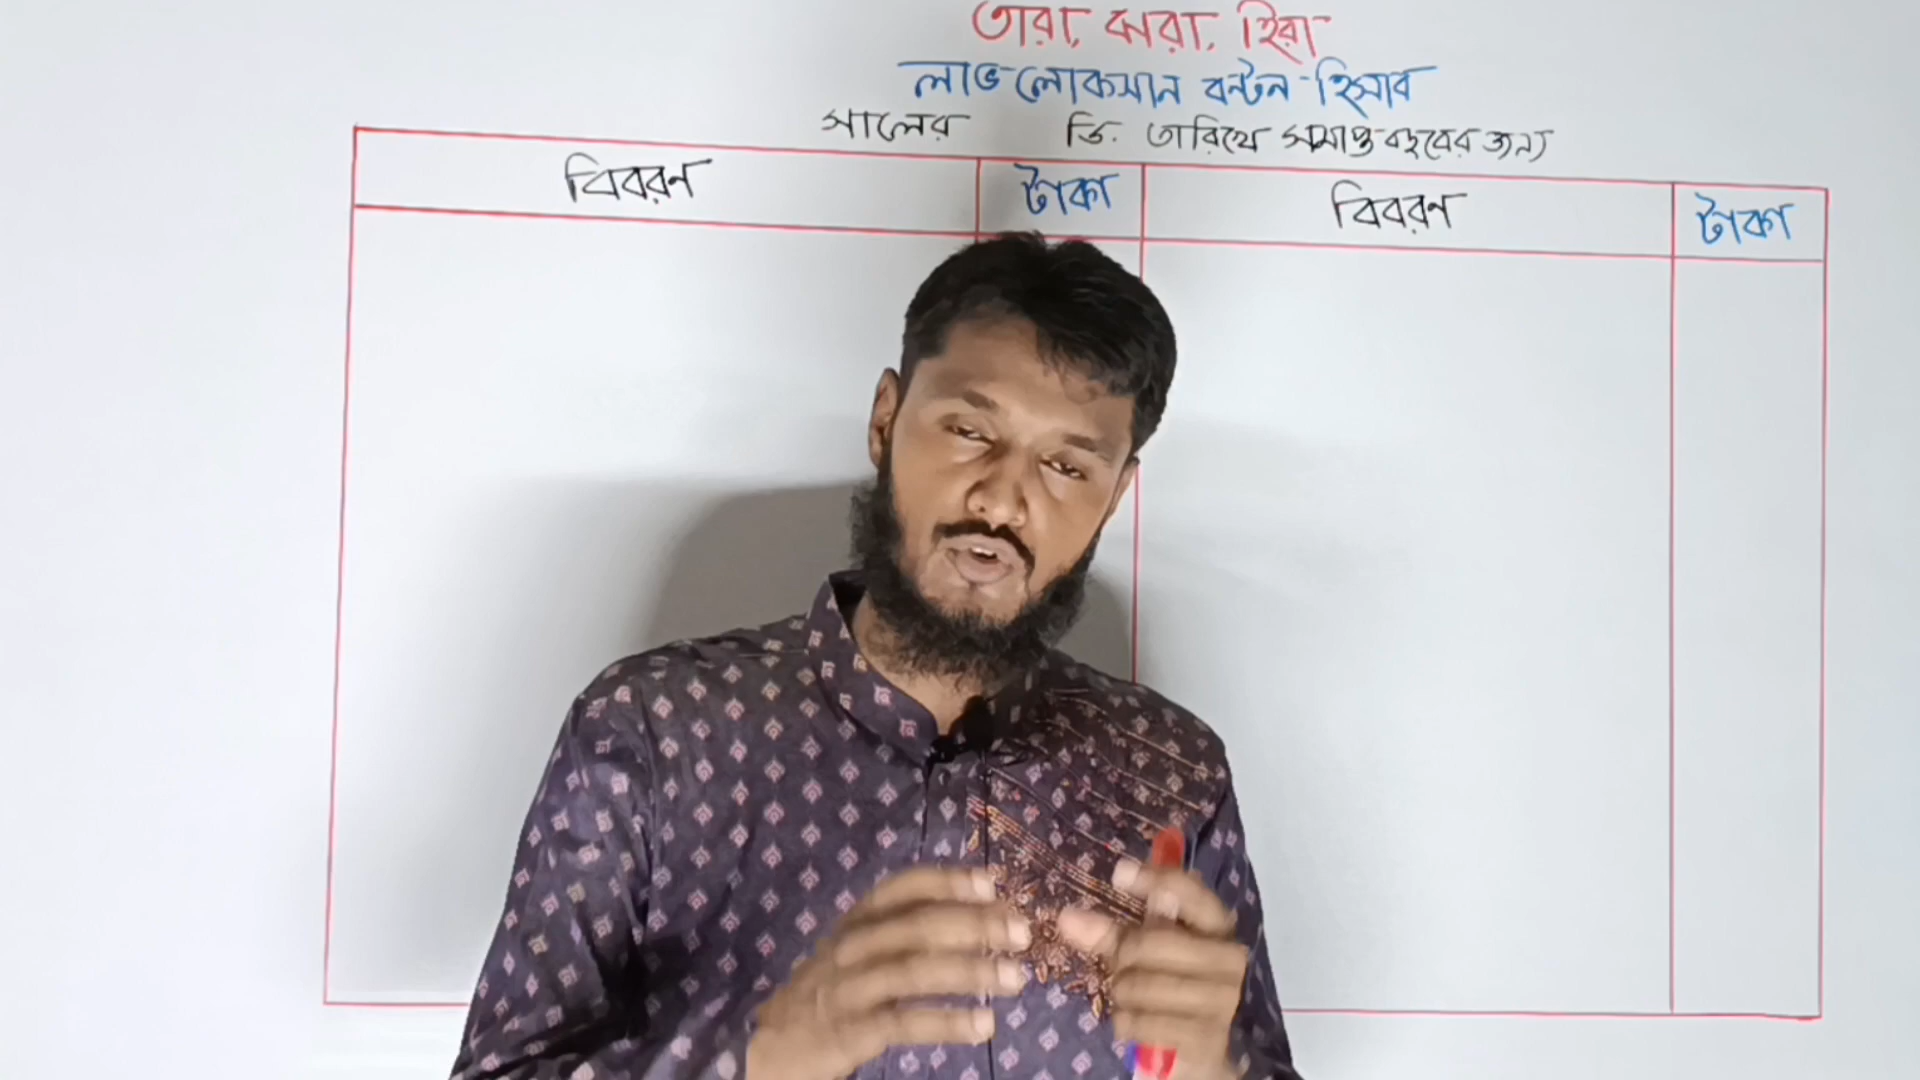 তারা, ঝরা, হিরা
লাভ-লোকসান বন্টন-হিসাব
সালের ডি. তারিখে সমাপ্ত বছরের জন্য
বিবরণ টাকা বিবরণ টাকা